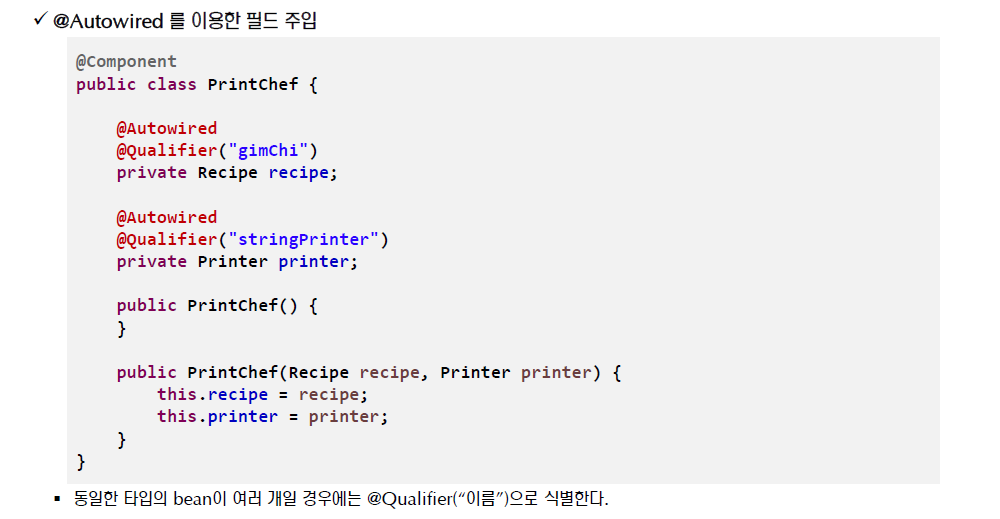 ✓ @Autowired 를 이용한 필드 주입
@Component
public class PrintChef {
@Autowired
@Qualifier("gimChi")
private Recipe recipe;
@Autowired
@Qualifier("stringPrinter")
private Printer printer;
public PrintChef() {
}
public PrintChef(Recipe recipe, Printer printer) {
this.recipe = recipe;
this.printer = printer;
}
}
▪ 동일한 타입의 bean이 여러 개일 경우에는 @Qualifier(“이름”)으로 식별한다.